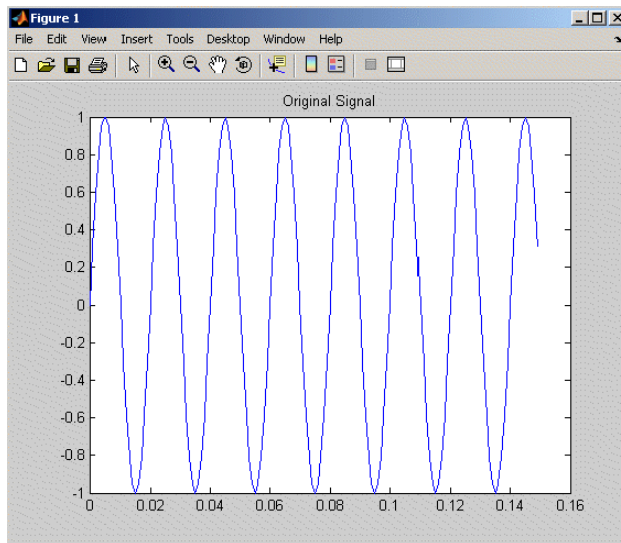 Figure 1
File Edit View Insert Tools Desktop Window Help
Original Signal
1
0.8
0.6
0.4
0.2
0
-0.2
-0.4
-0.6
-0.8
-1
0 0.02 0.04 0.06 0.08 0.1 0.12 0.14 0.16